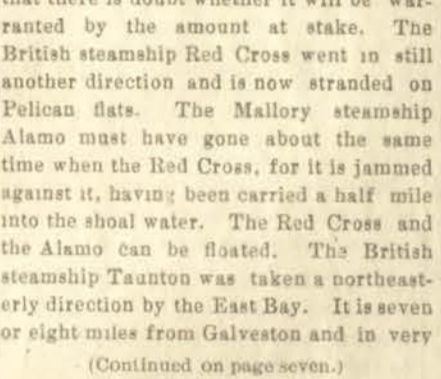 that there is doubt whether it will be war-
ranted by the amount at stake. The
British steamship Red Cross went in still
another direction and is now stranded on
Pelican flats. The Mallory steamship
Alamo must have gone about the same
time when the Red Cross, for it is jammed
against it, having been carried a half mile
into the shoal water. The Red Cross and
the Alamo can be floated. The British
steamship Taunton was taken a northeast-
erly direction by the East Bay. It is seven
or eight miles from Galveston and in very
(Continued on page seven.)